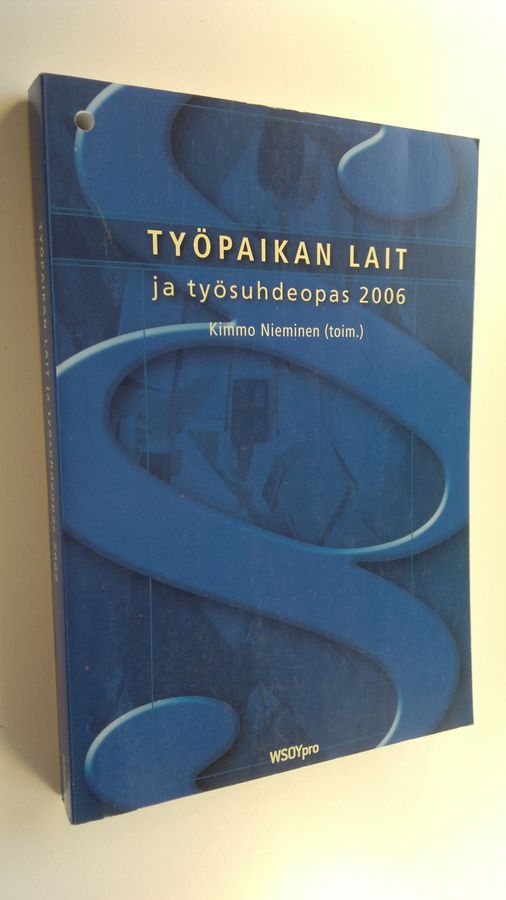 TYÖPAIKAN LAIT
ja työsuhdeopas 2006
Kimmo Nieminen (toim.)
WSOYpro
TYÖPAIKAN LAIT ja työsuhdeopas 2006